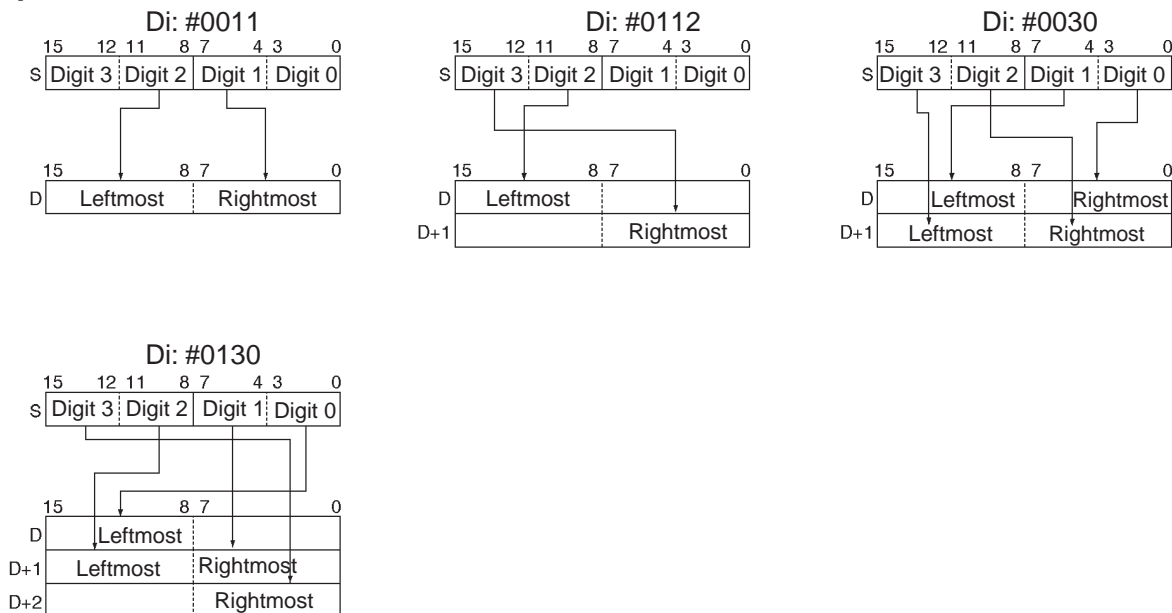 Di: #0011
15 12 11 8 7 4 3 0
S Digit 3 Digit 2 Digit 1 Digit 0
15 8 7 0
D Leftmost Rightmost
Di: #0112
15 12 11 8 7 4 3 0
S Digit 3 Digit 2 Digit 1 Digit 0
15 8 7 0
D Leftmost
D+1 Rightmost
Di: #0030
15 12 11 8 7 4 3 0
S Digit 3 Digit 2 Digit 1 Digit 0
15 8 7 0
D Leftmost Rightmost
D+1 Leftmost Rightmost
Di: #0130
15 12 11 8 7 4 3 0
S Digit 3 Digit 2 Digit 1 Digit 0
15 8 7 0
D Leftmost
D+1 Leftmost Rightmost
D+2 Rightmost